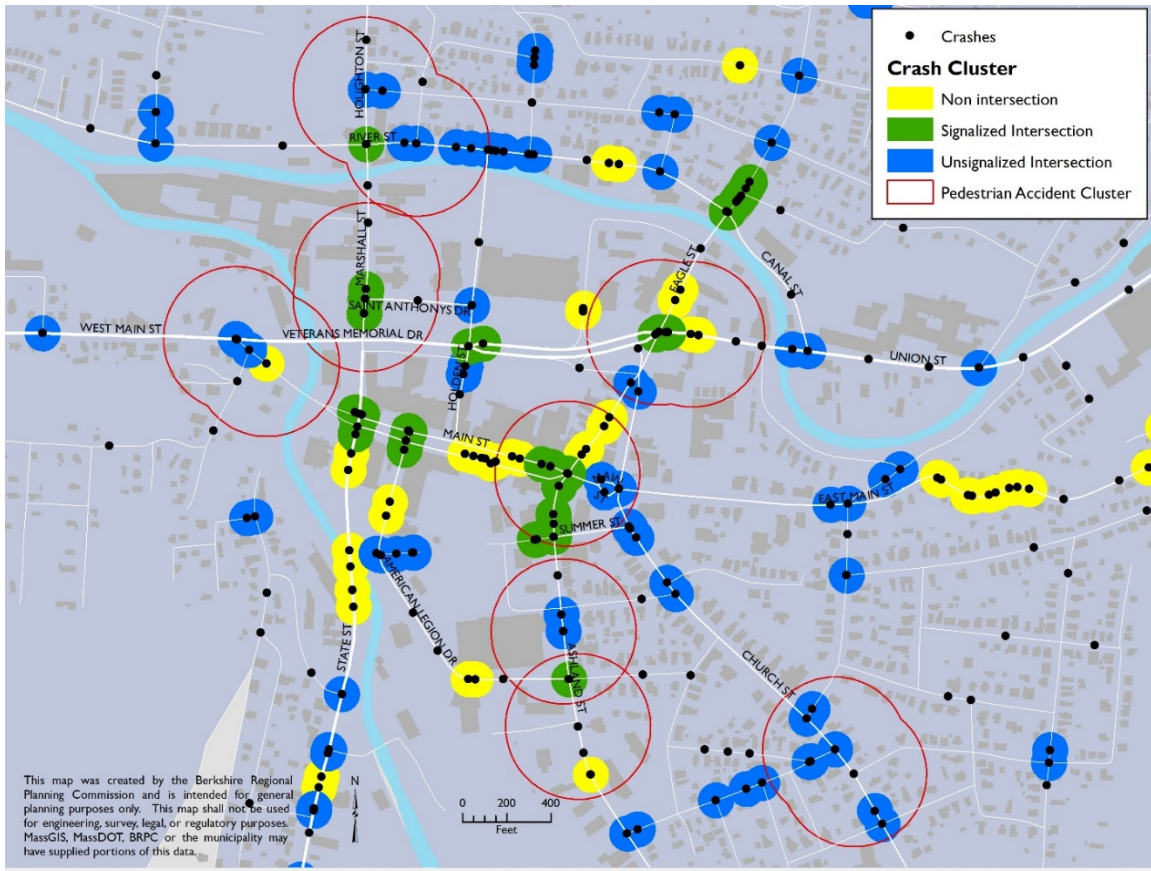 Crashes
Crash Cluster
Non intersection
Signalized Intersection
Unsignalized Intersection
Pedestrian Accident Cluster
HOUGHTON ST
RIVER ST
MARSHALL ST
EAGLE ST
CANAL ST
SAINT ANTHONYS DR
WEST MAIN ST
VETERANS MEMORIAL DR
UNION ST
HOLDEN ST
MAIN ST
EAST MAIN ST
SUMMER ST
AMERICAN LEGION DR
STATE ST
ASHLAND ST
CHURCH ST
This map was created by the Berkshire Regional
Planning Commission and is intended for general
planning purposes only. This map shall not be used
for engineering, survey, legal, or regulatory purposes.
MassGIS, MassDOT, BRPC or the municipality may
have supplied portions of this data.
N
0 200 400
Feet